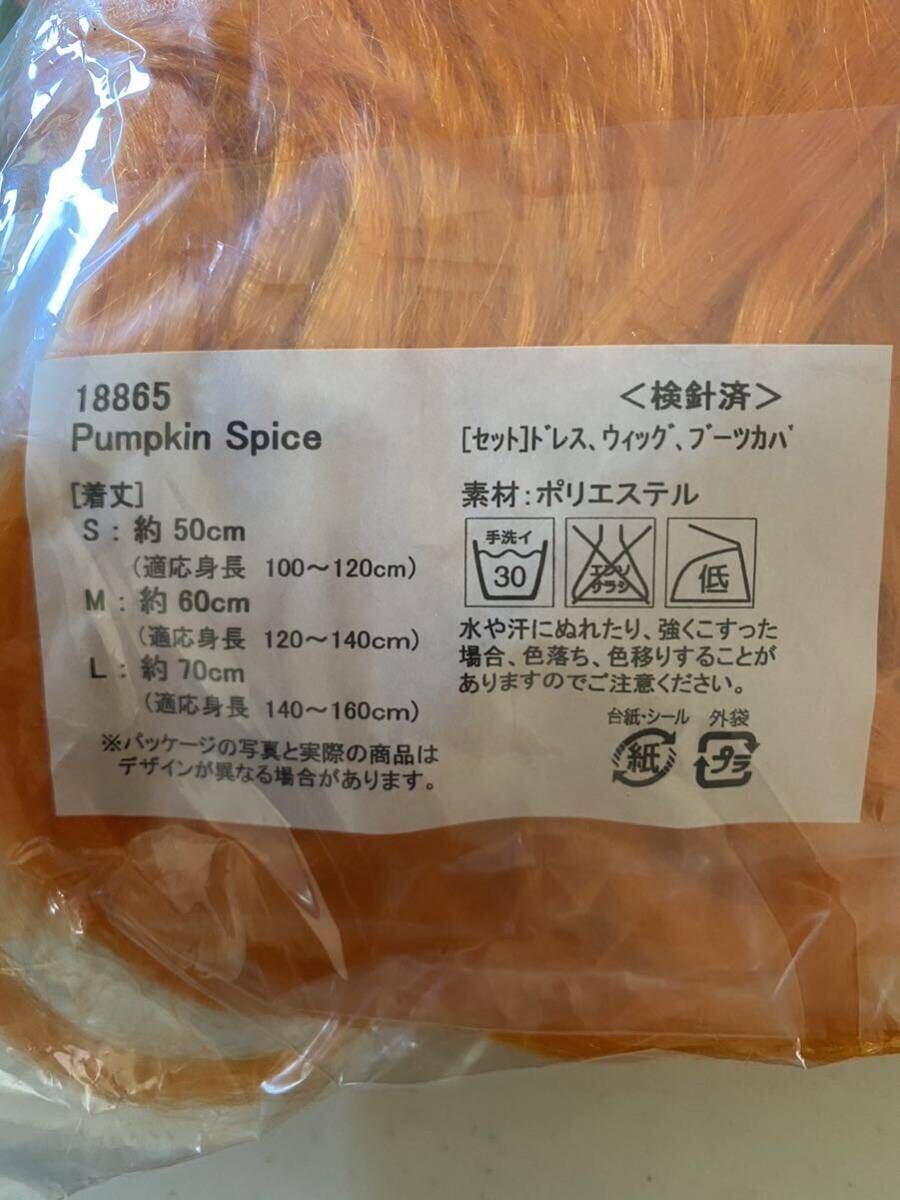 18865
Pumpkin Spice
[着丈]
S : 約 50cm
(適応身長 100～120cm)
M : 約 60cm
(適応身長 120～140cm)
L : 約 70cm
(適応身長 140～160cm)
※パッケージの写真と実際の商品は
デザインが異なる場合があります。
＜検針済＞
[セット]ﾄﾞレス､ウィッグ､ブーツカバ
素材:ポリエステル
手洗イ
30
エンソ
サラシ
低
水や汗にぬれたり、強くこすった
場合、色落ち、色移りすることが
ありますのでご注意ください。
台紙・シール 外袋
紙 プラ